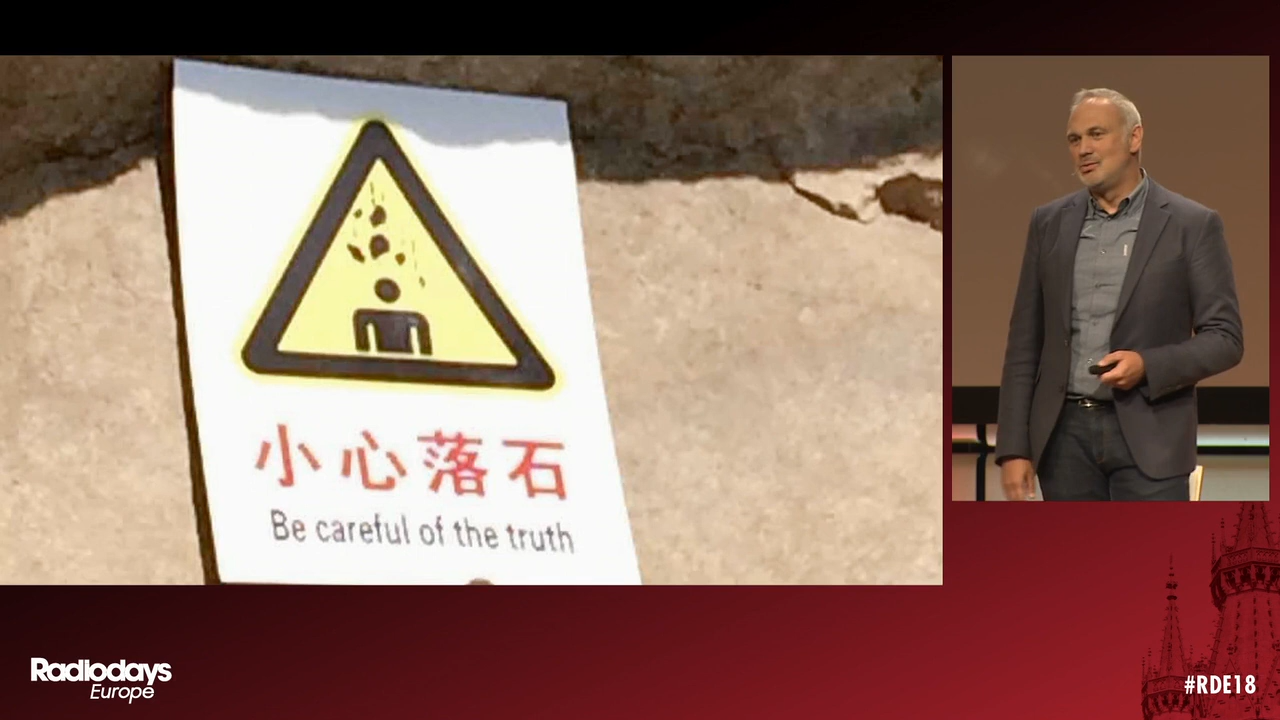 小心落石
Be careful of the truth
Radiodays
Europe
#RDE18